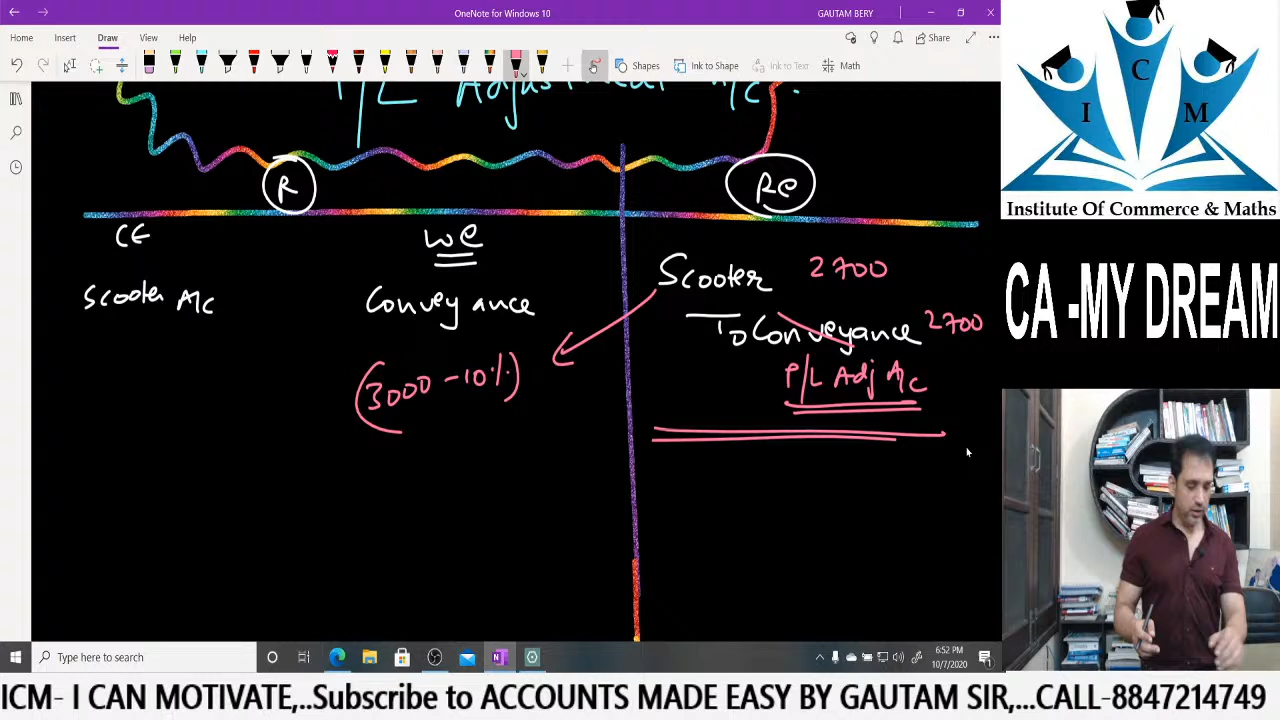 OneNote for Windows 10
GAUTAM BERY
Home Insert Draw View Help
Share
Shapes
Ink to Shape
Ink to Text
Math
P/L Adjustment A/c.
R
Re
CE
we
Scooter A/c
Conveyance
(3000 - 10%)
Scooter 2700
To Conveyance 2700
P/L Adj A/c
I C M
Institute Of Commerce & Maths
CA -MY DREAM
Type here to search
6:52 PM
10/7/2020
ICM- I CAN MOTIVATE,..Subscribe to ACCOUNTS MADE EASY BY GAUTAM SIR,...CALL-8847214749